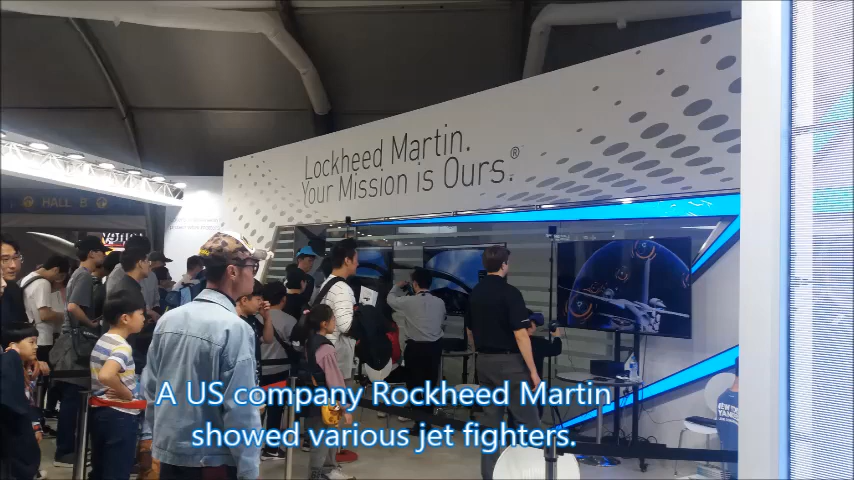 Lockheed Martin.
Your Mission is Ours.®
HALL B
A US company Rockheed Martin
showed various jet fighters.